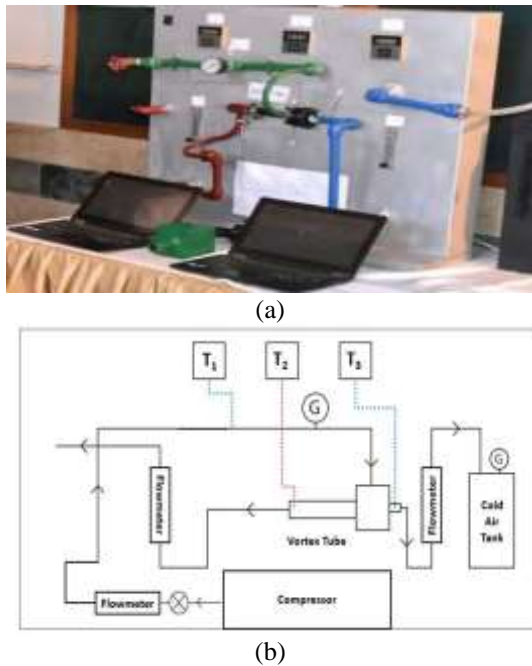 (a)
T1 T2 T3
G
G
Flowmeter
Flowmeter
Cold
Air
Tank
Vortex Tube
Flowmeter
Compressor
(b)